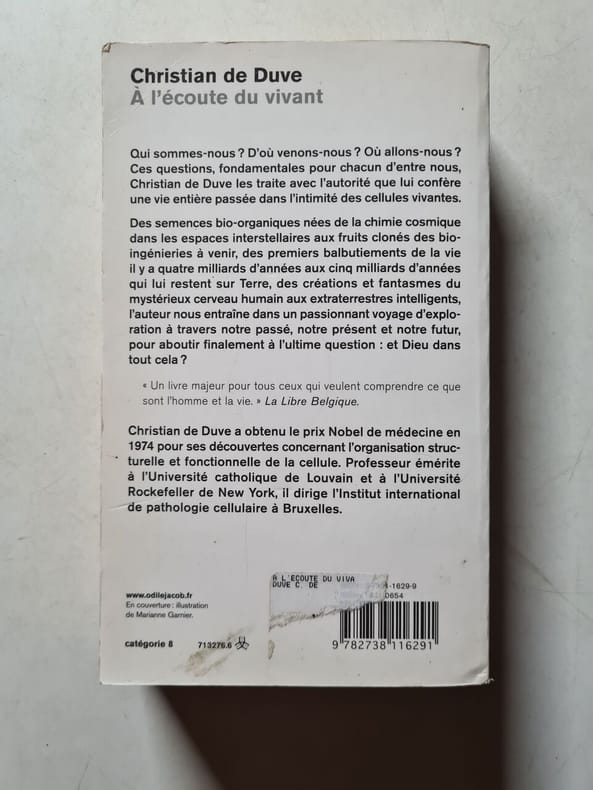 Christian de Duve
À l'écoute du vivant
Qui sommes-nous ? D'où venons-nous ? Où allons-nous ?
Ces questions, fondamentales pour chacun d'entre nous,
Christian de Duve les traite avec l'autorité que lui confère
une vie entière passée dans l'intimité des cellules vivantes.
Des semences bio-organiques nées de la chimie cosmique
dans les espaces interstellaires aux fruits clonés des bio-
ingénieries à venir, des premiers balbutiements de la vie
il y a quatre milliards d'années aux cinq milliards d'années
qui lui restent sur Terre, des créations et fantasmes du
mystérieux cerveau humain aux extraterrestres intelligents,
l'auteur nous entraîne dans un passionnant voyage d'explo-
ration à travers notre passé, notre présent et notre futur,
pour aboutir finalement à l'ultime question : et Dieu dans
tout cela ?
« Un livre majeur pour tous ceux qui veulent comprendre ce que
sont l'homme et la vie. » La Libre Belgique.
Christian de Duve a obtenu le prix Nobel de médecine en
1974 pour ses découvertes concernant l'organisation struc-
turelle et fonctionnelle de la cellule. Professeur émérite
à l'Université catholique de Louvain et à l'Université
Rockefeller de New York, il dirige l'Institut international
de pathologie cellulaire à Bruxelles.
www.odilejacob.fr
En couverture : illustration
de Marianne Garnier.
catégorie 8 713276.6
A L'ECOUTE DU VIVA
DUVE C. DE
-1629-9
0654
9 782738 116291